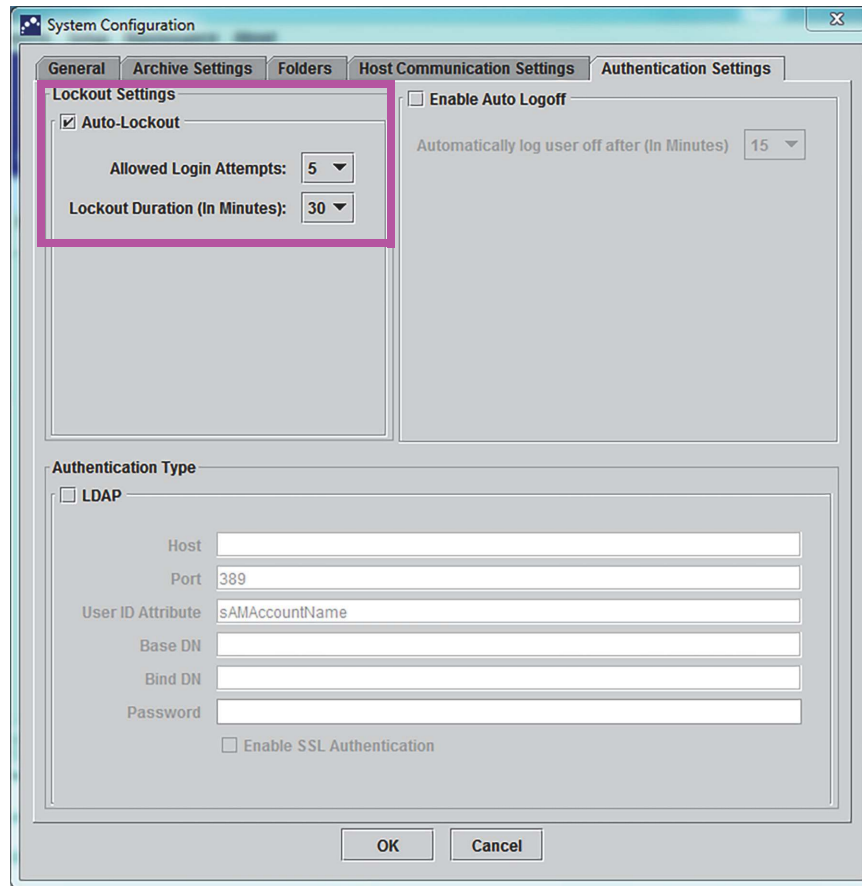 System Configuration
General Archive Settings Folders Host Communication Settings Authentication Settings
Lockout Settings
Auto-Lockout
Allowed Login Attempts: 5
Lockout Duration (In Minutes): 30
Enable Auto Logoff
Automatically log user off after (In Minutes) 15
Authentication Type
LDAP
Host
Port 389
User ID Attribute sAMAccountName
Base DN
Bind DN
Password
Enable SSL Authentication
OK Cancel